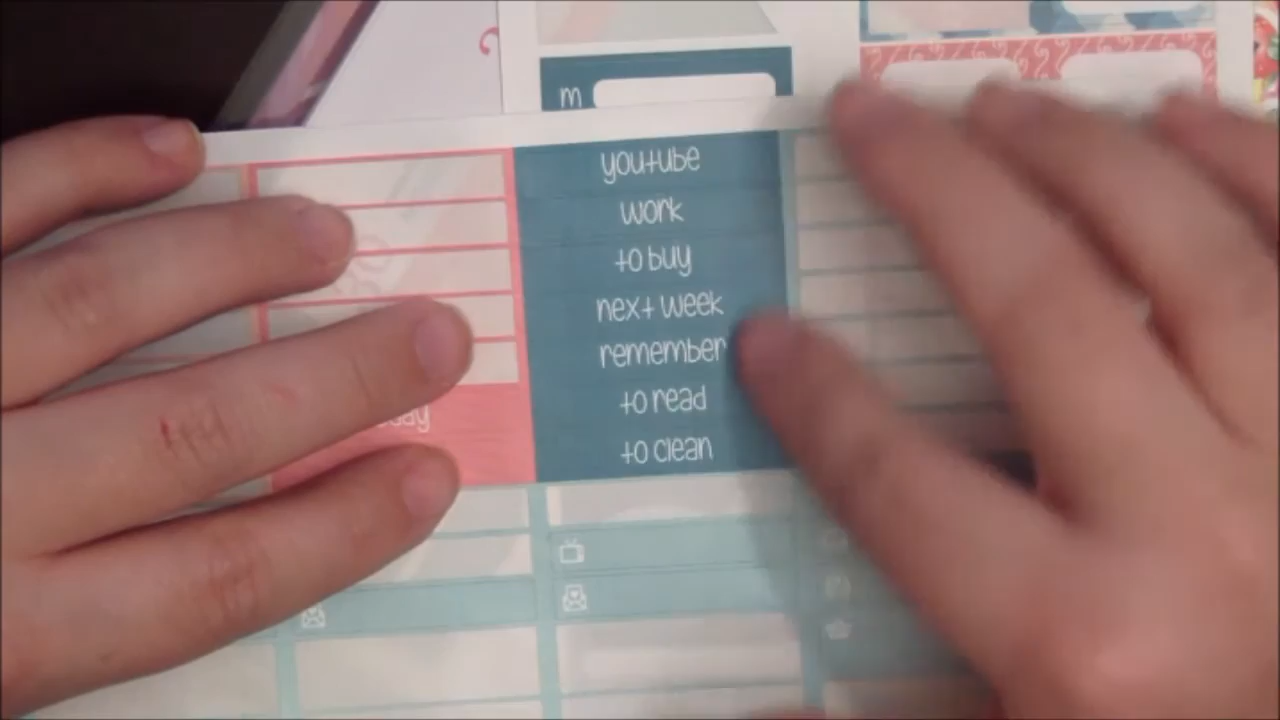 m
youtube
work
to buy
next week
remember
to read
to clean